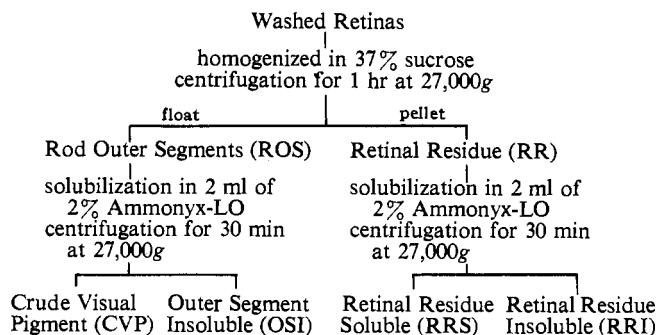 Washed Retinas
homogenized in 37% sucrose
centrifugation for 1 hr at 27,000g
float
pellet
Rod Outer Segments (ROS)
solubilization in 2 ml of
2% Ammonyx-LO
centrifugation for 30 min
at 27,000g
Retinal Residue (RR)
solubilization in 2 ml of
2% Ammonyx-LO
centrifugation for 30 min
at 27,000g
Crude Visual
Pigment (CVP)
Outer Segment
Insoluble (OSI)
Retinal Residue
Soluble (RRS)
Retinal Residue
Insoluble (RRI)